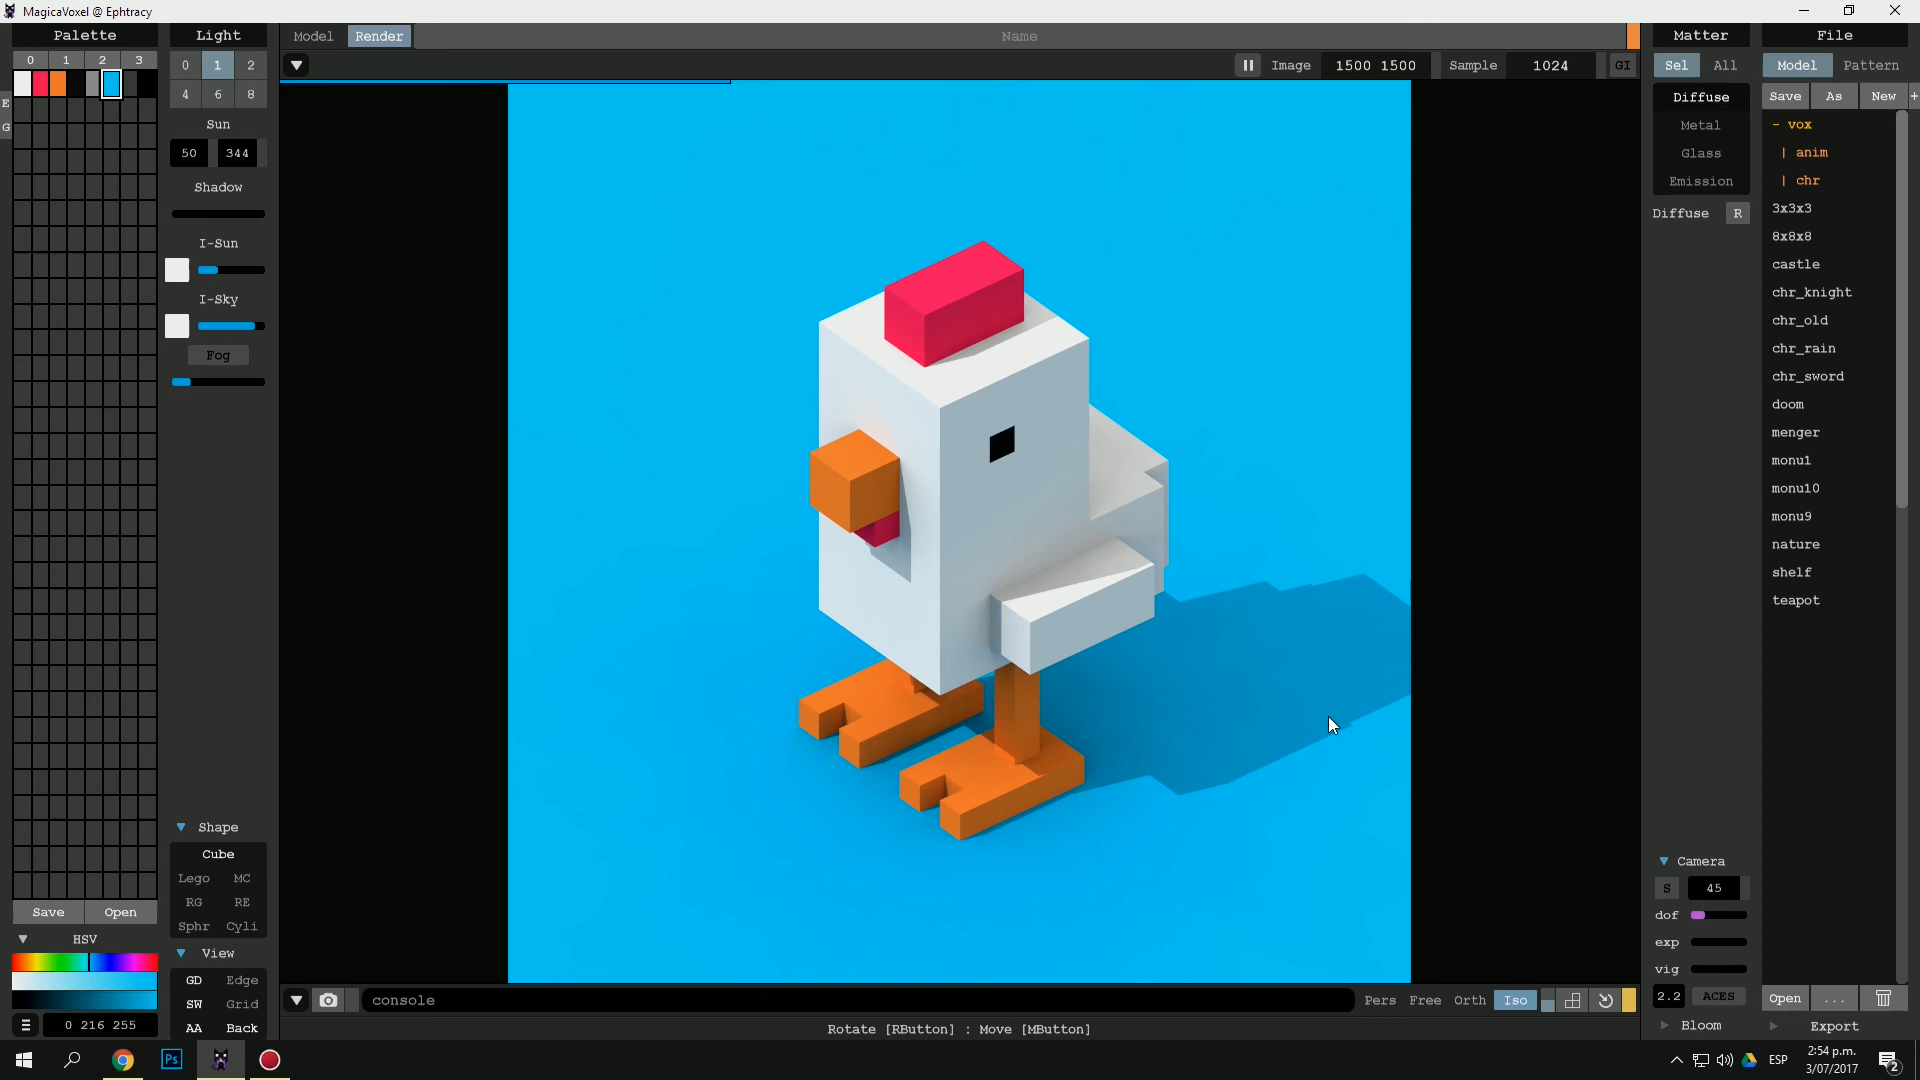 MagicaVoxel @ Ephtracy
Palette
Light
Model
Render
Name
Matter
File
0 1 2 3
0 1 2
4 6 8
Image 1500 1500 Sample 1024 GI
Sel All
Model Pattern
E
G
Sun
50 344
Shadow
I-Sun
I-Sky
Fog
Diffuse
Metal
Glass
Emission
Diffuse R
Save As New +
- vox
| anim
| chr
3x3x3
8x8x8
castle
chr_knight
chr_old
chr_rain
chr_sword
doom
menger
monu1
monu10
monu9
nature
shelf
teapot
Shape
Cube
Lego MC
RG RE
Sphr Cyli
View
GD Edge
SW Grid
AA Back
Save Open
HSV
0 216 255
Camera
S 45
dof
exp
vig
2.2 ACES
Bloom
Open ...
Export
console
Pers Free Orth Iso
Rotate [RButton] : Move [MButton]
Ps
ESP
2:54 p.m.
3/07/2017
2